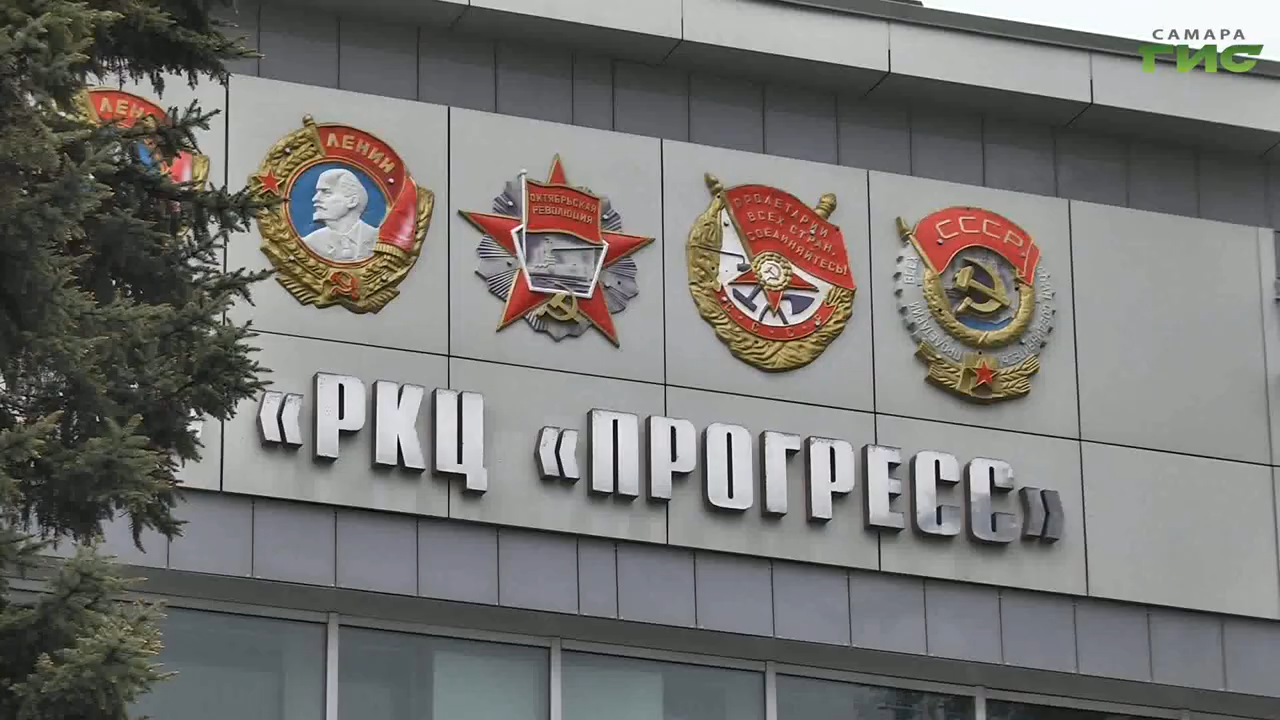 САМАРА
ГИС
ЛЕНИН
ЛЕНИН
ОКТЯБРЬСКАЯ
РЕВОЛЮЦИЯ
ПРОЛЕТАРИИ
ВСЕХ СТРАН,
СОЕДИНЯЙТЕСЬ!
С С С Р
СССР
«РКЦ «ПРОГРЕСС»